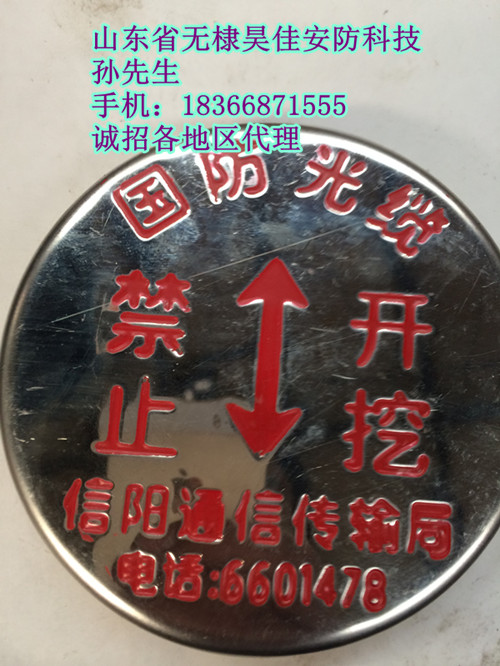 山东省无棣昊佳安防科技
孙先生
手机：18366871555
诚招各地区代理
国防光缆
禁止
开挖
信阳通信传输局
电话:6601478